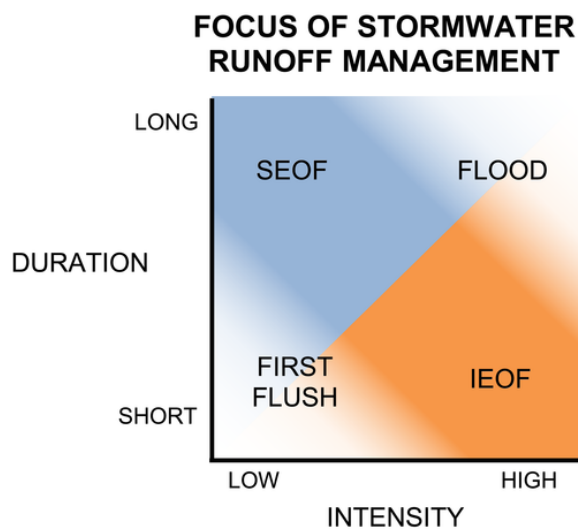 FOCUS OF STORMWATER
RUNOFF MANAGEMENT
LONG
SEOF
FLOOD
DURATION
FIRST
FLUSH
IEOF
SHORT
LOW
HIGH
INTENSITY